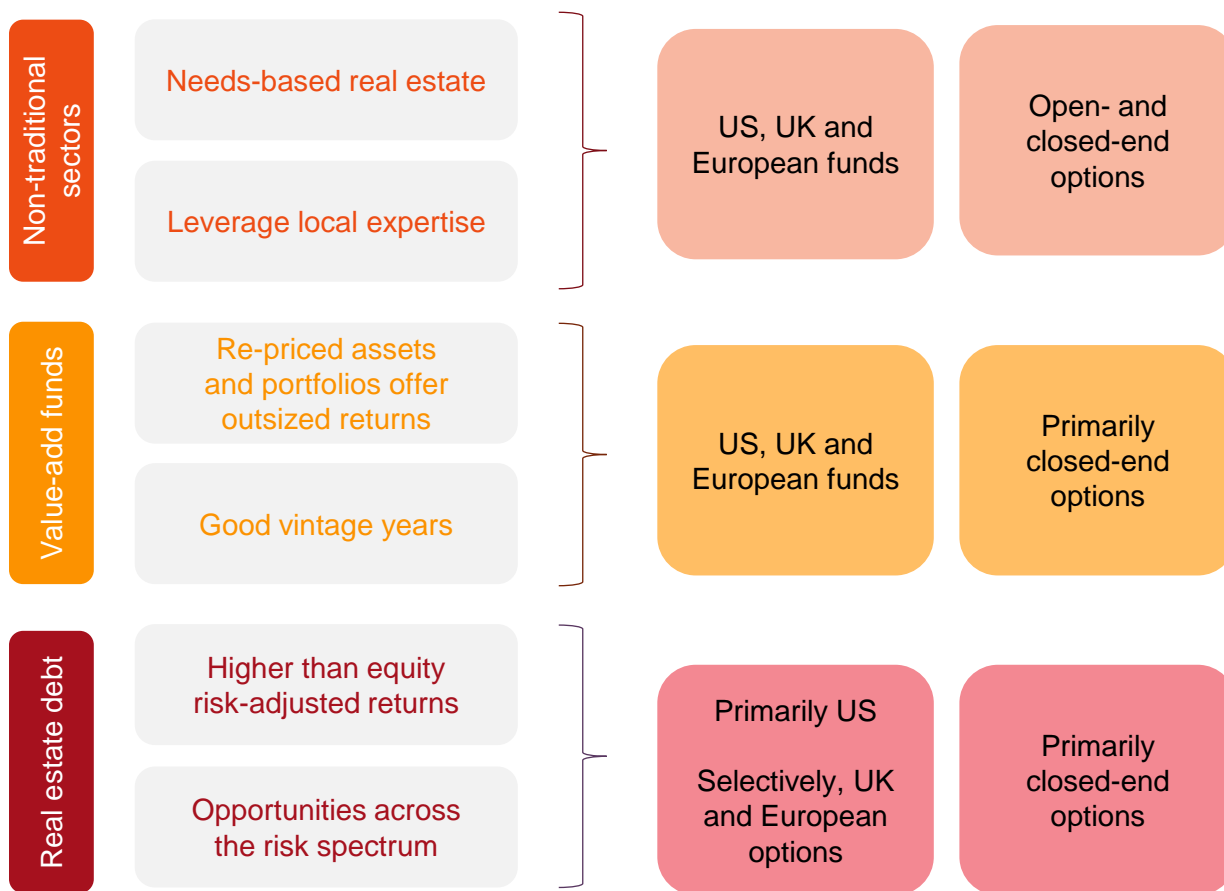 Non-traditional
sectors
Needs-based real estate
Leverage local expertise
US, UK and
European funds
Open- and
closed-end
options
Value-add funds
Re-priced assets
and portfolios offer
outsized returns
Good vintage years
US, UK and
European funds
Primarily
closed-end
options
Real estate debt
Higher than equity
risk-adjusted returns
Opportunities across
the risk spectrum
Primarily US
Selectively, UK
and European
options
Primarily
closed-end
options